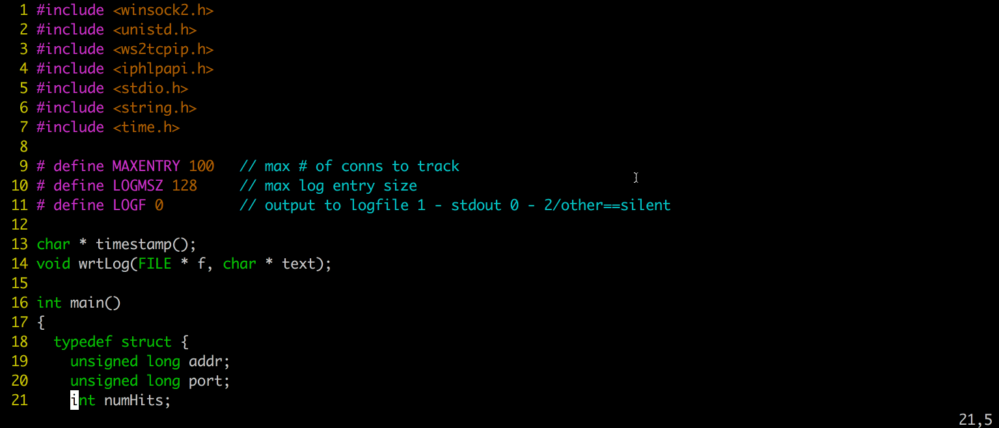 1 #include <winsock2.h>
2 #include <unistd.h>
3 #include <ws2tcpip.h>
4 #include <iphlpapi.h>
5 #include <stdio.h>
6 #include <string.h>
7 #include <time.h>
8
9 # define MAXENTRY 100   // max # of conns to track
10 # define LOGMSZ 128     // max log entry size
11 # define LOGF 0         // output to logfile 1 - stdout 0 - 2/other==silent
12
13 char * timestamp();
14 void wrtLog(FILE * f, char * text);
15
16 int main()
17 {
18   typedef struct {
19     unsigned long addr;
20     unsigned long port;
21     int numHits;
21,5